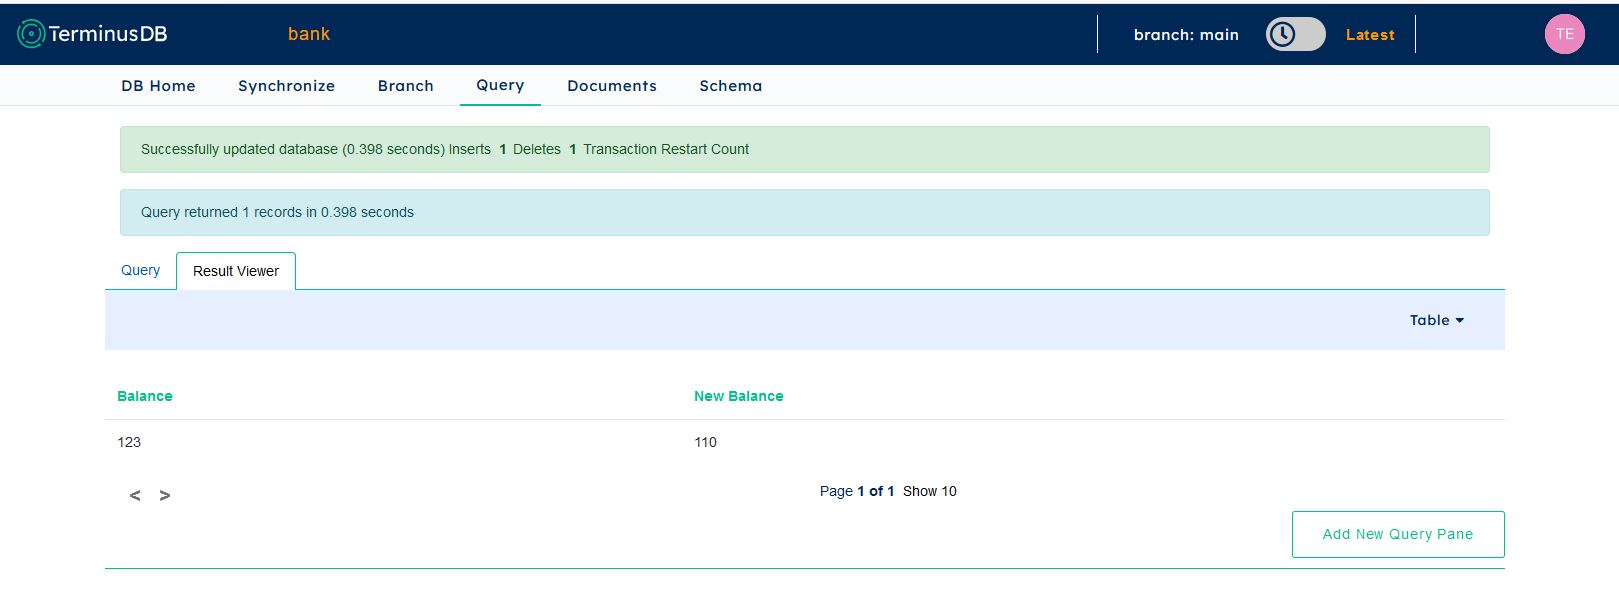 TerminusDB bank branch: main Latest TE
DB Home Synchronize Branch Query Documents Schema
Successfully updated database (0.398 seconds) Inserts 1 Deletes 1 Transaction Restart Count
Query returned 1 records in 0.398 seconds
Query Result Viewer
Table
Balance New Balance
123 110
< > Page 1 of 1 Show 10
Add New Query Pane